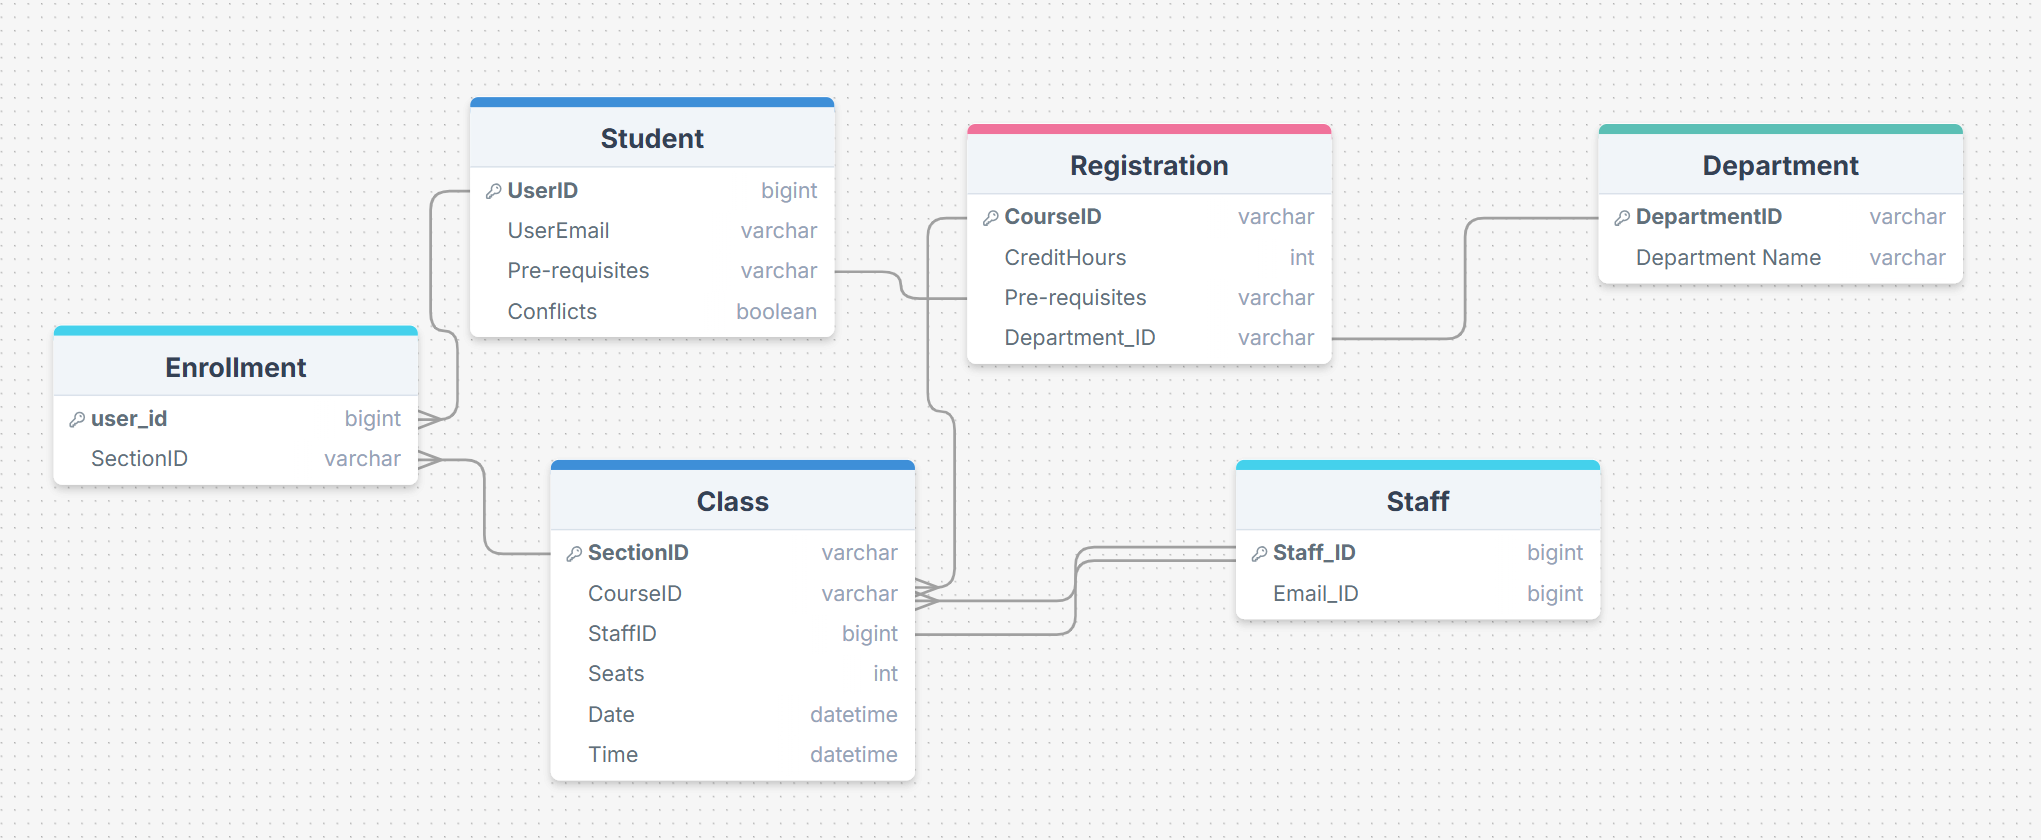 Student
UserID bigint
UserEmail varchar
Pre-requisites varchar
Conflicts boolean
Registration
CourseID varchar
CreditHours int
Pre-requisites varchar
Department_ID varchar
Department
DepartmentID varchar
Department Name varchar
Enrollment
user_id bigint
SectionID varchar
Class
SectionID varchar
CourseID varchar
StaffID bigint
Seats int
Date datetime
Time datetime
Staff
Staff_ID bigint
Email_ID bigint